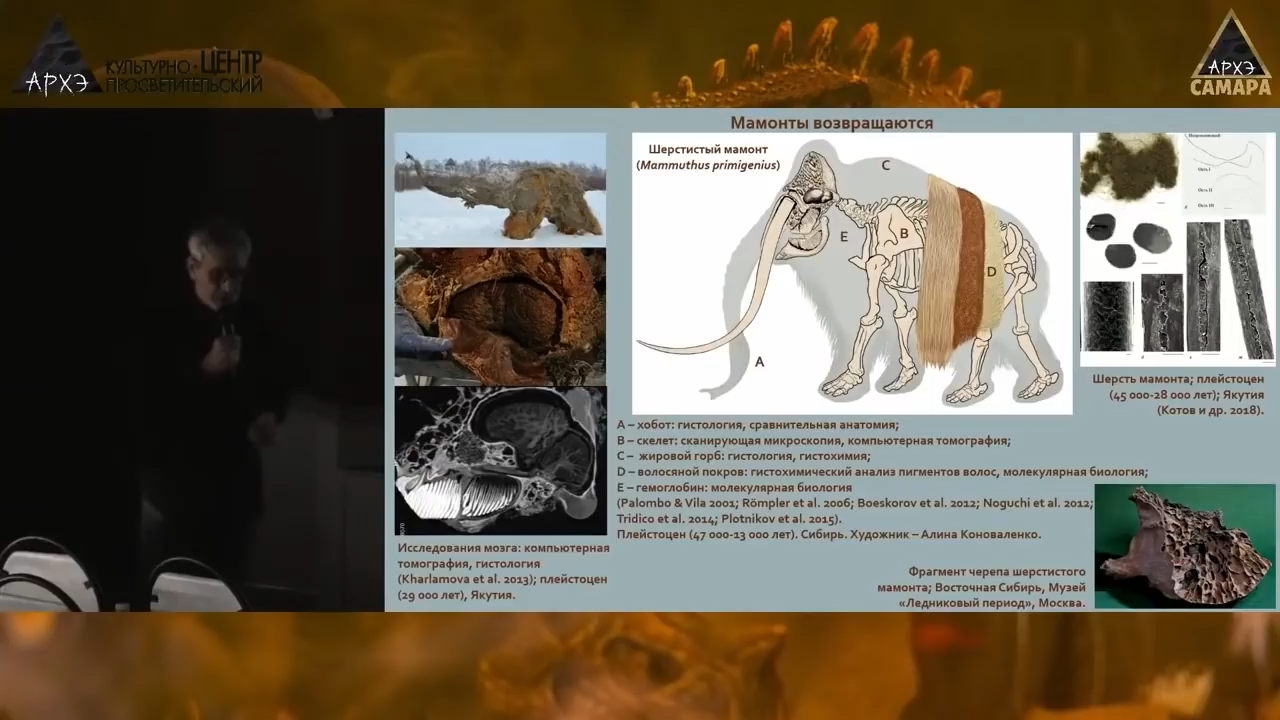 АРХЭ
КУЛЬТУРНО-ЦЕНТР
ПРОСВЕТИТЕЛЬСКИЙ
АРХЭ
САМАРА
Мамонты возвращаются
Шерстистый мамонт
(Mammuthus primigenius)
C
E
B
D
A
Ость I
Ость II
Ость III
Шерсть мамонта; плейстоцен
(45 000-28 000 лет); Якутия
(Котов и др. 2018).
A – хобот: гистология, сравнительная анатомия;
B – скелет: сканирующая микроскопия, компьютерная томография;
C – жировой горб: гистология, гистохимия;
D – волосяной покров: гистохимический анализ пигментов волос, молекулярная биология;
E – гемоглобин: молекулярная биология
(Palombo & Vila 2001; Römpler et al. 2006; Boeskorov et al. 2012; Noguchi et al. 2012;
Tridico et al. 2014; Plotnikov et al. 2015).
Плейстоцен (47 000-13 000 лет). Сибирь. Художник – Алина Коноваленко.
Исследования мозга: компьютерная
томография, гистология
(Kharlamova et al. 2013); плейстоцен
(29 000 лет), Якутия.
Фрагмент черепа шерстистого
мамонта; Восточная Сибирь, Музей
«Ледниковый период», Москва.